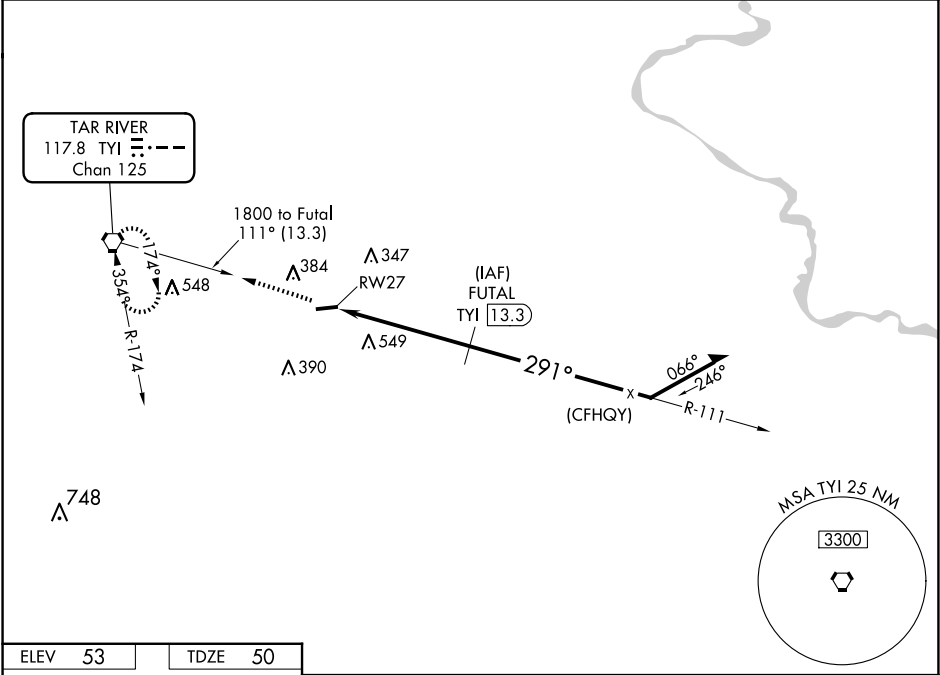 TAR RIVER
117.8 TYI
Chan 125
1800 to Futal
111° (13.3)
347
384
RW27
174°
548
(IAF)
FUTAL
TYI 13.3
354°
R-174
549
390
291°
066°
246°
(CFHQY)
R-111
748
MSA TYI 25 NM
3300
X
ELEV 53
TDZE 50